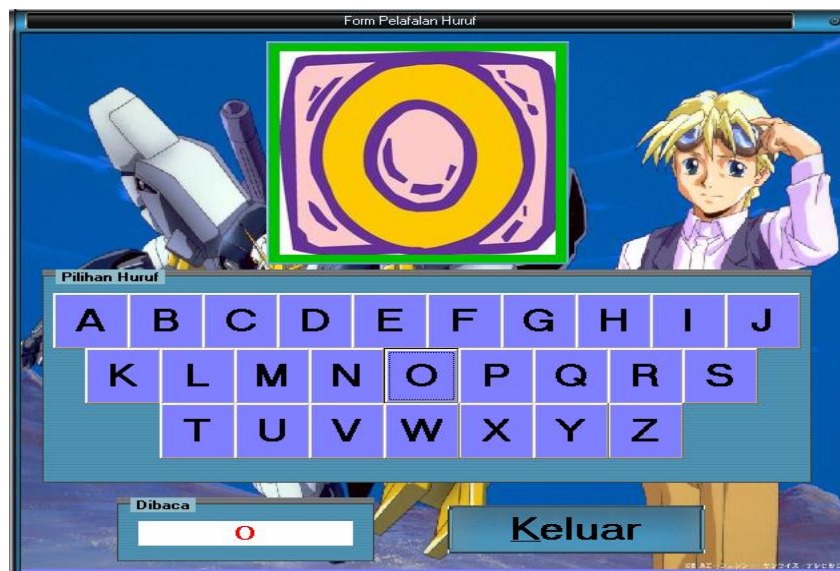 Form Pelafalan Huruf
O
Pilihan Huruf
A B C D E F G H I J
K L M N O P Q R S
T U V W X Y Z
Dibaca
O
Keluar